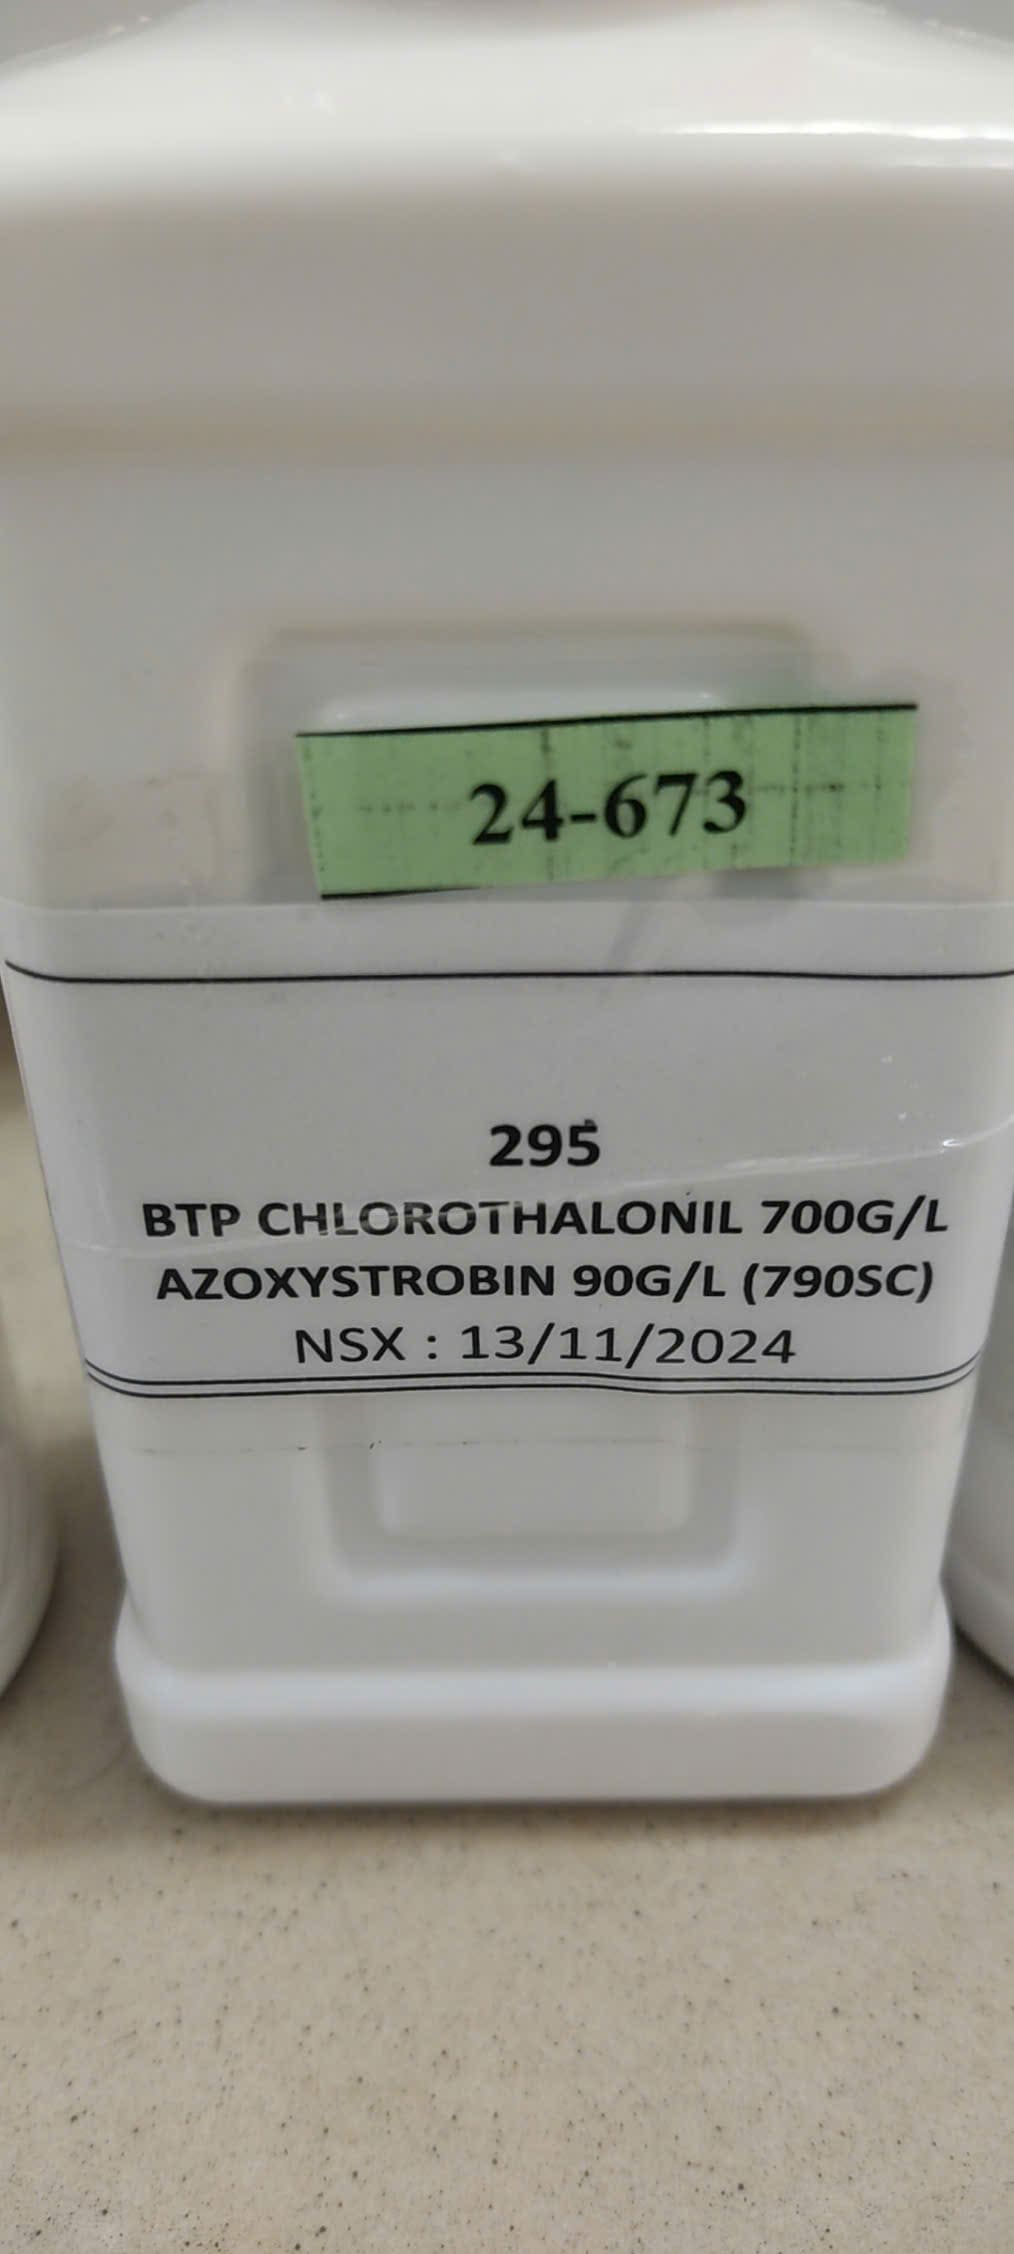 24-673
295
BTP CHLOROTHALONIL 700G/L
AZOXYSTROBIN 90G/L (790SC)
NSX : 13/11/2024